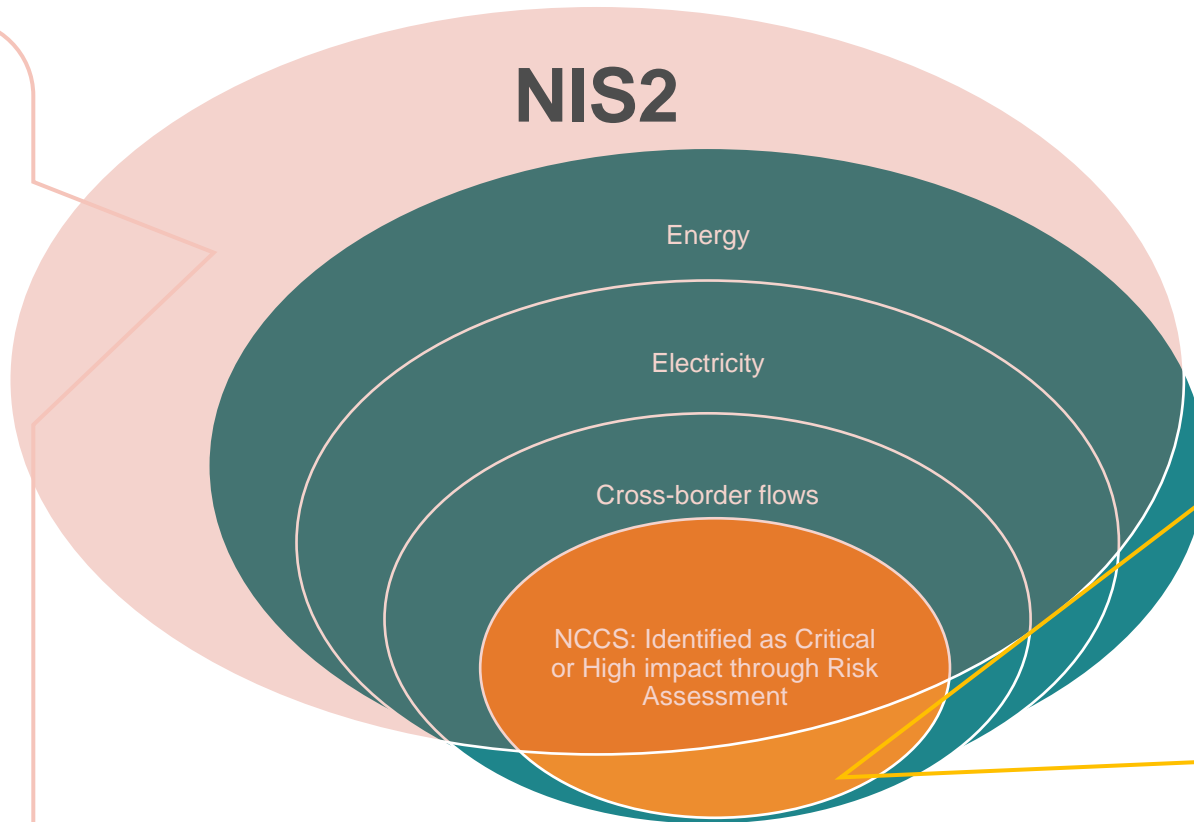 NIS2
Energy
Electricity
Cross-border flows
NCCS: Identified as Critical
or High impact through Risk
Assessment